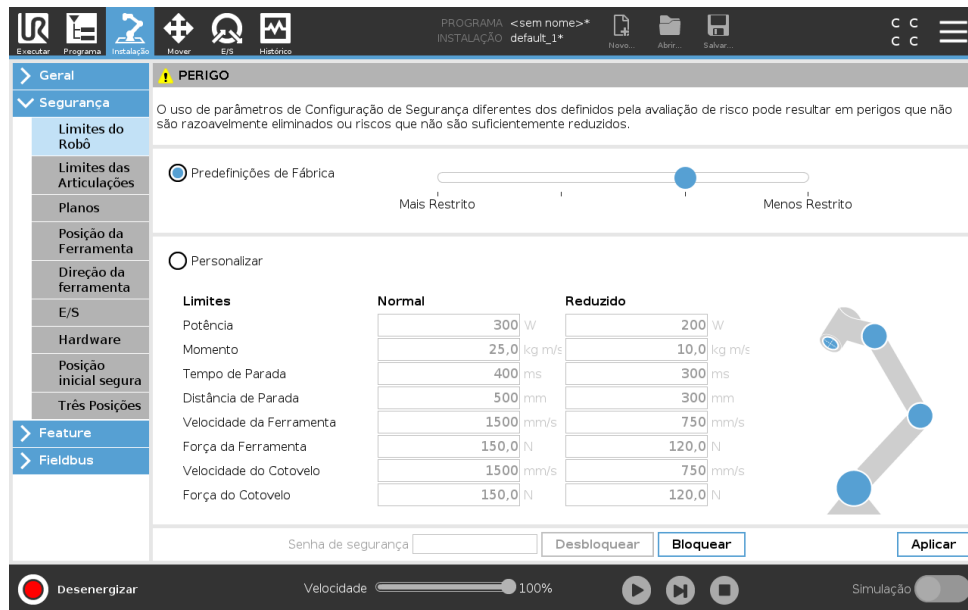 UR
PROGRAMA <sem nome>*
INSTALAÇÃO default_1*
Executar Programa Instalação Mover E/S Histórico Novo... Abrir... Salvar...
C C
C C
Geral
Segurança
Limites do
Robô
Limites das
Articulações
Planos
Posição da
Ferramenta
Direção da
ferramenta
E/S
Hardware
Posição
inicial segura
Três Posições
Feature
Fieldbus
PERIGO
O uso de parâmetros de Configuração de Segurança diferentes dos definidos pela avaliação de risco pode resultar em perigos que não
são razoavelmente eliminados ou riscos que não são suficientemente reduzidos.
Predefinições de Fábrica
Mais Restrito Menos Restrito
Personalizar
Limites Normal Reduzido
Potência 300 W 200 W
Momento 25,0 kg m/s 10,0 kg m/s
Tempo de Parada 400 ms 300 ms
Distância de Parada 500 mm 300 mm
Velocidade da Ferramenta 1500 mm/s 750 mm/s
Força da Ferramenta 150,0 N 120,0 N
Velocidade do Cotovelo 1500 mm/s 750 mm/s
Força do Cotovelo 150,0 N 120,0 N
Senha de segurança Desbloquear Bloquear Aplicar
Desenergizar Velocidade 100% Simulação